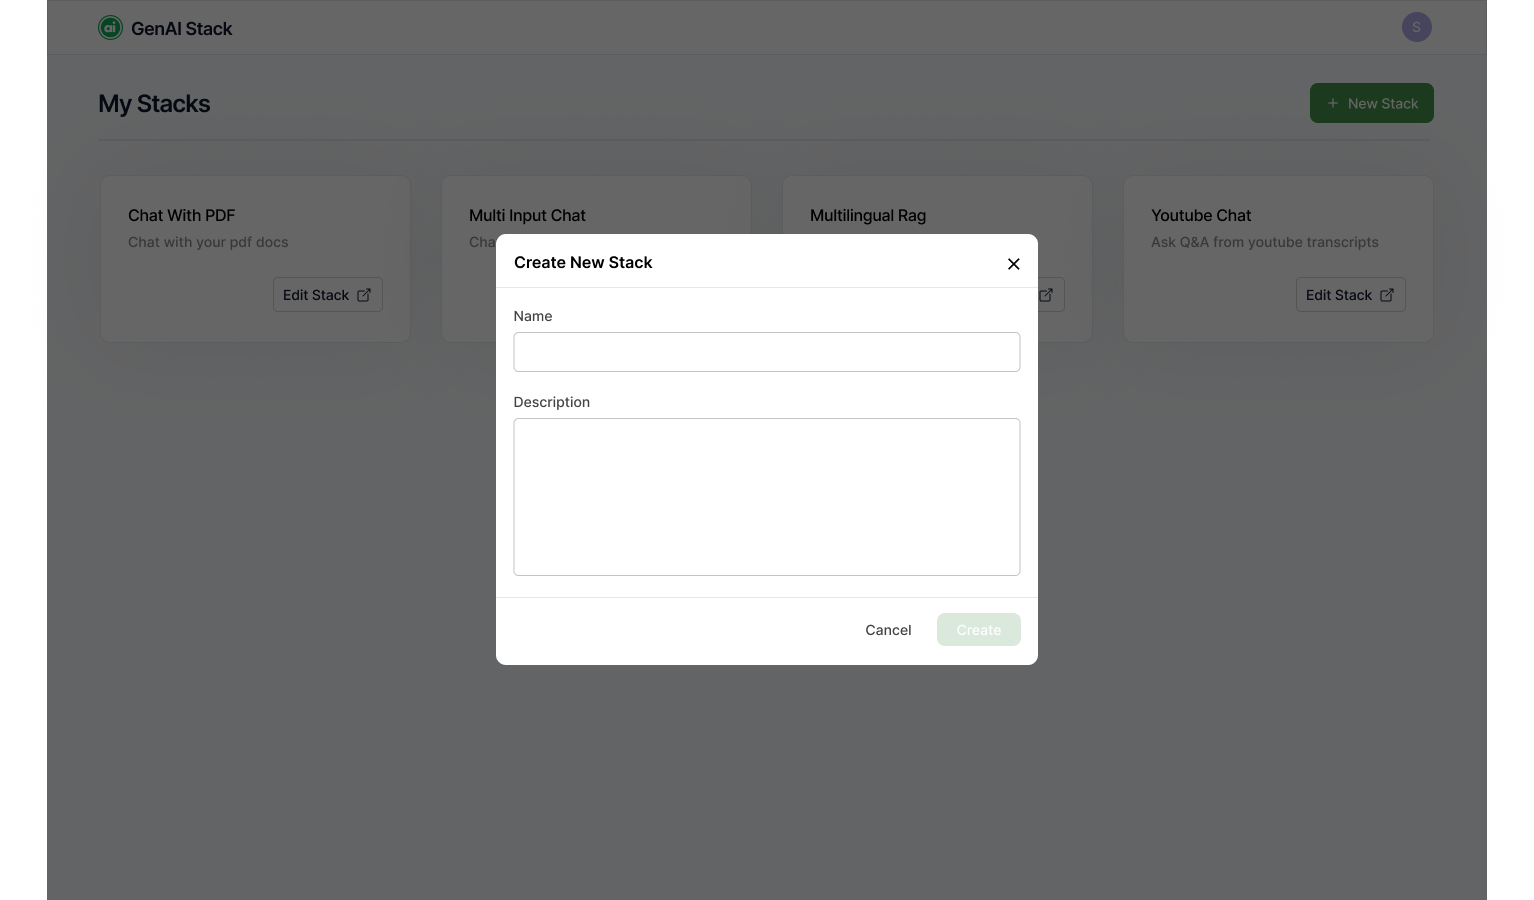 ai GenAI Stack
S
My Stacks
+ New Stack
Chat With PDF
Chat with your pdf docs
Edit Stack
Multi Input Chat
Cha
Multilingual Rag
Youtube Chat
Ask Q&A from youtube transcripts
Edit Stack
Create New Stack
Name
Description
Cancel
Create